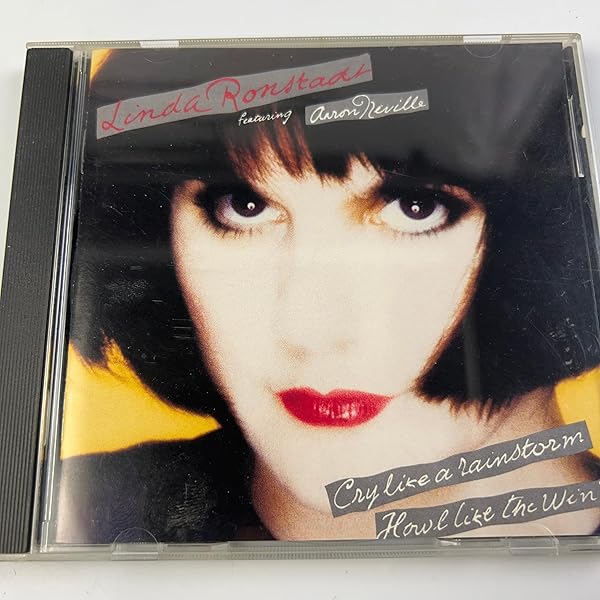 Linda Ronstadt
featuring Aaron Neville
Cry like a rainstorm
Howl like the Win